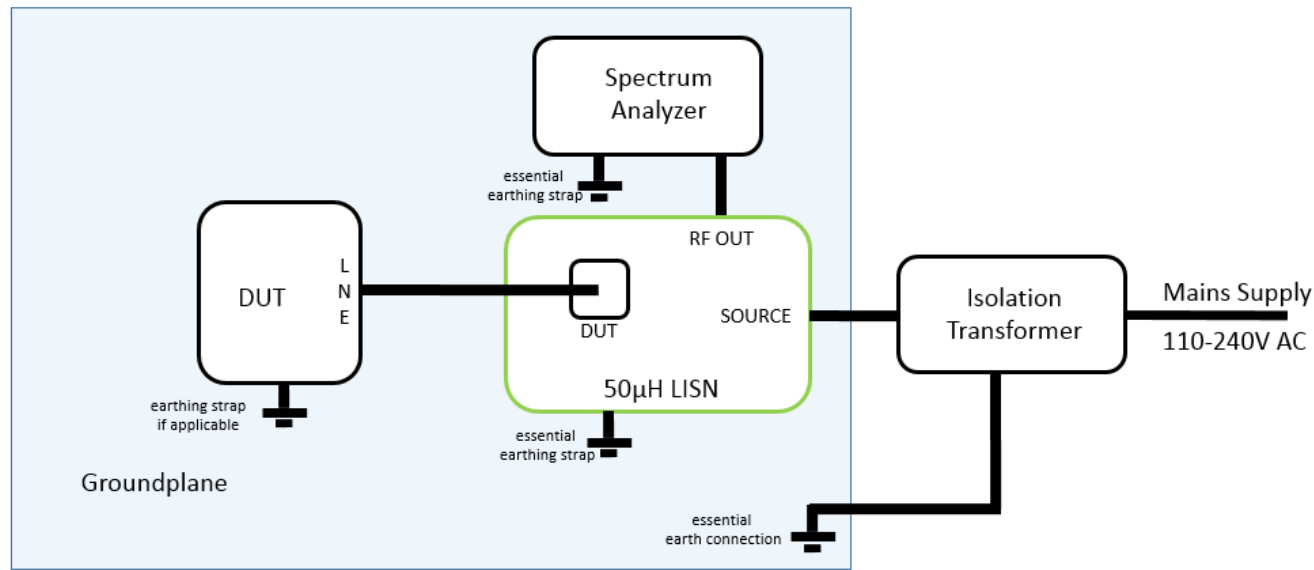 Spectrum
Analyzer
essential
earthing strap
RF OUT
L
N
E
DUT
DUT
SOURCE
50μH LISN
Isolation
Transformer
Mains Supply
110-240V AC
earthing strap
if applicable
essential
earthing strap
Groundplane
essential
earth connection